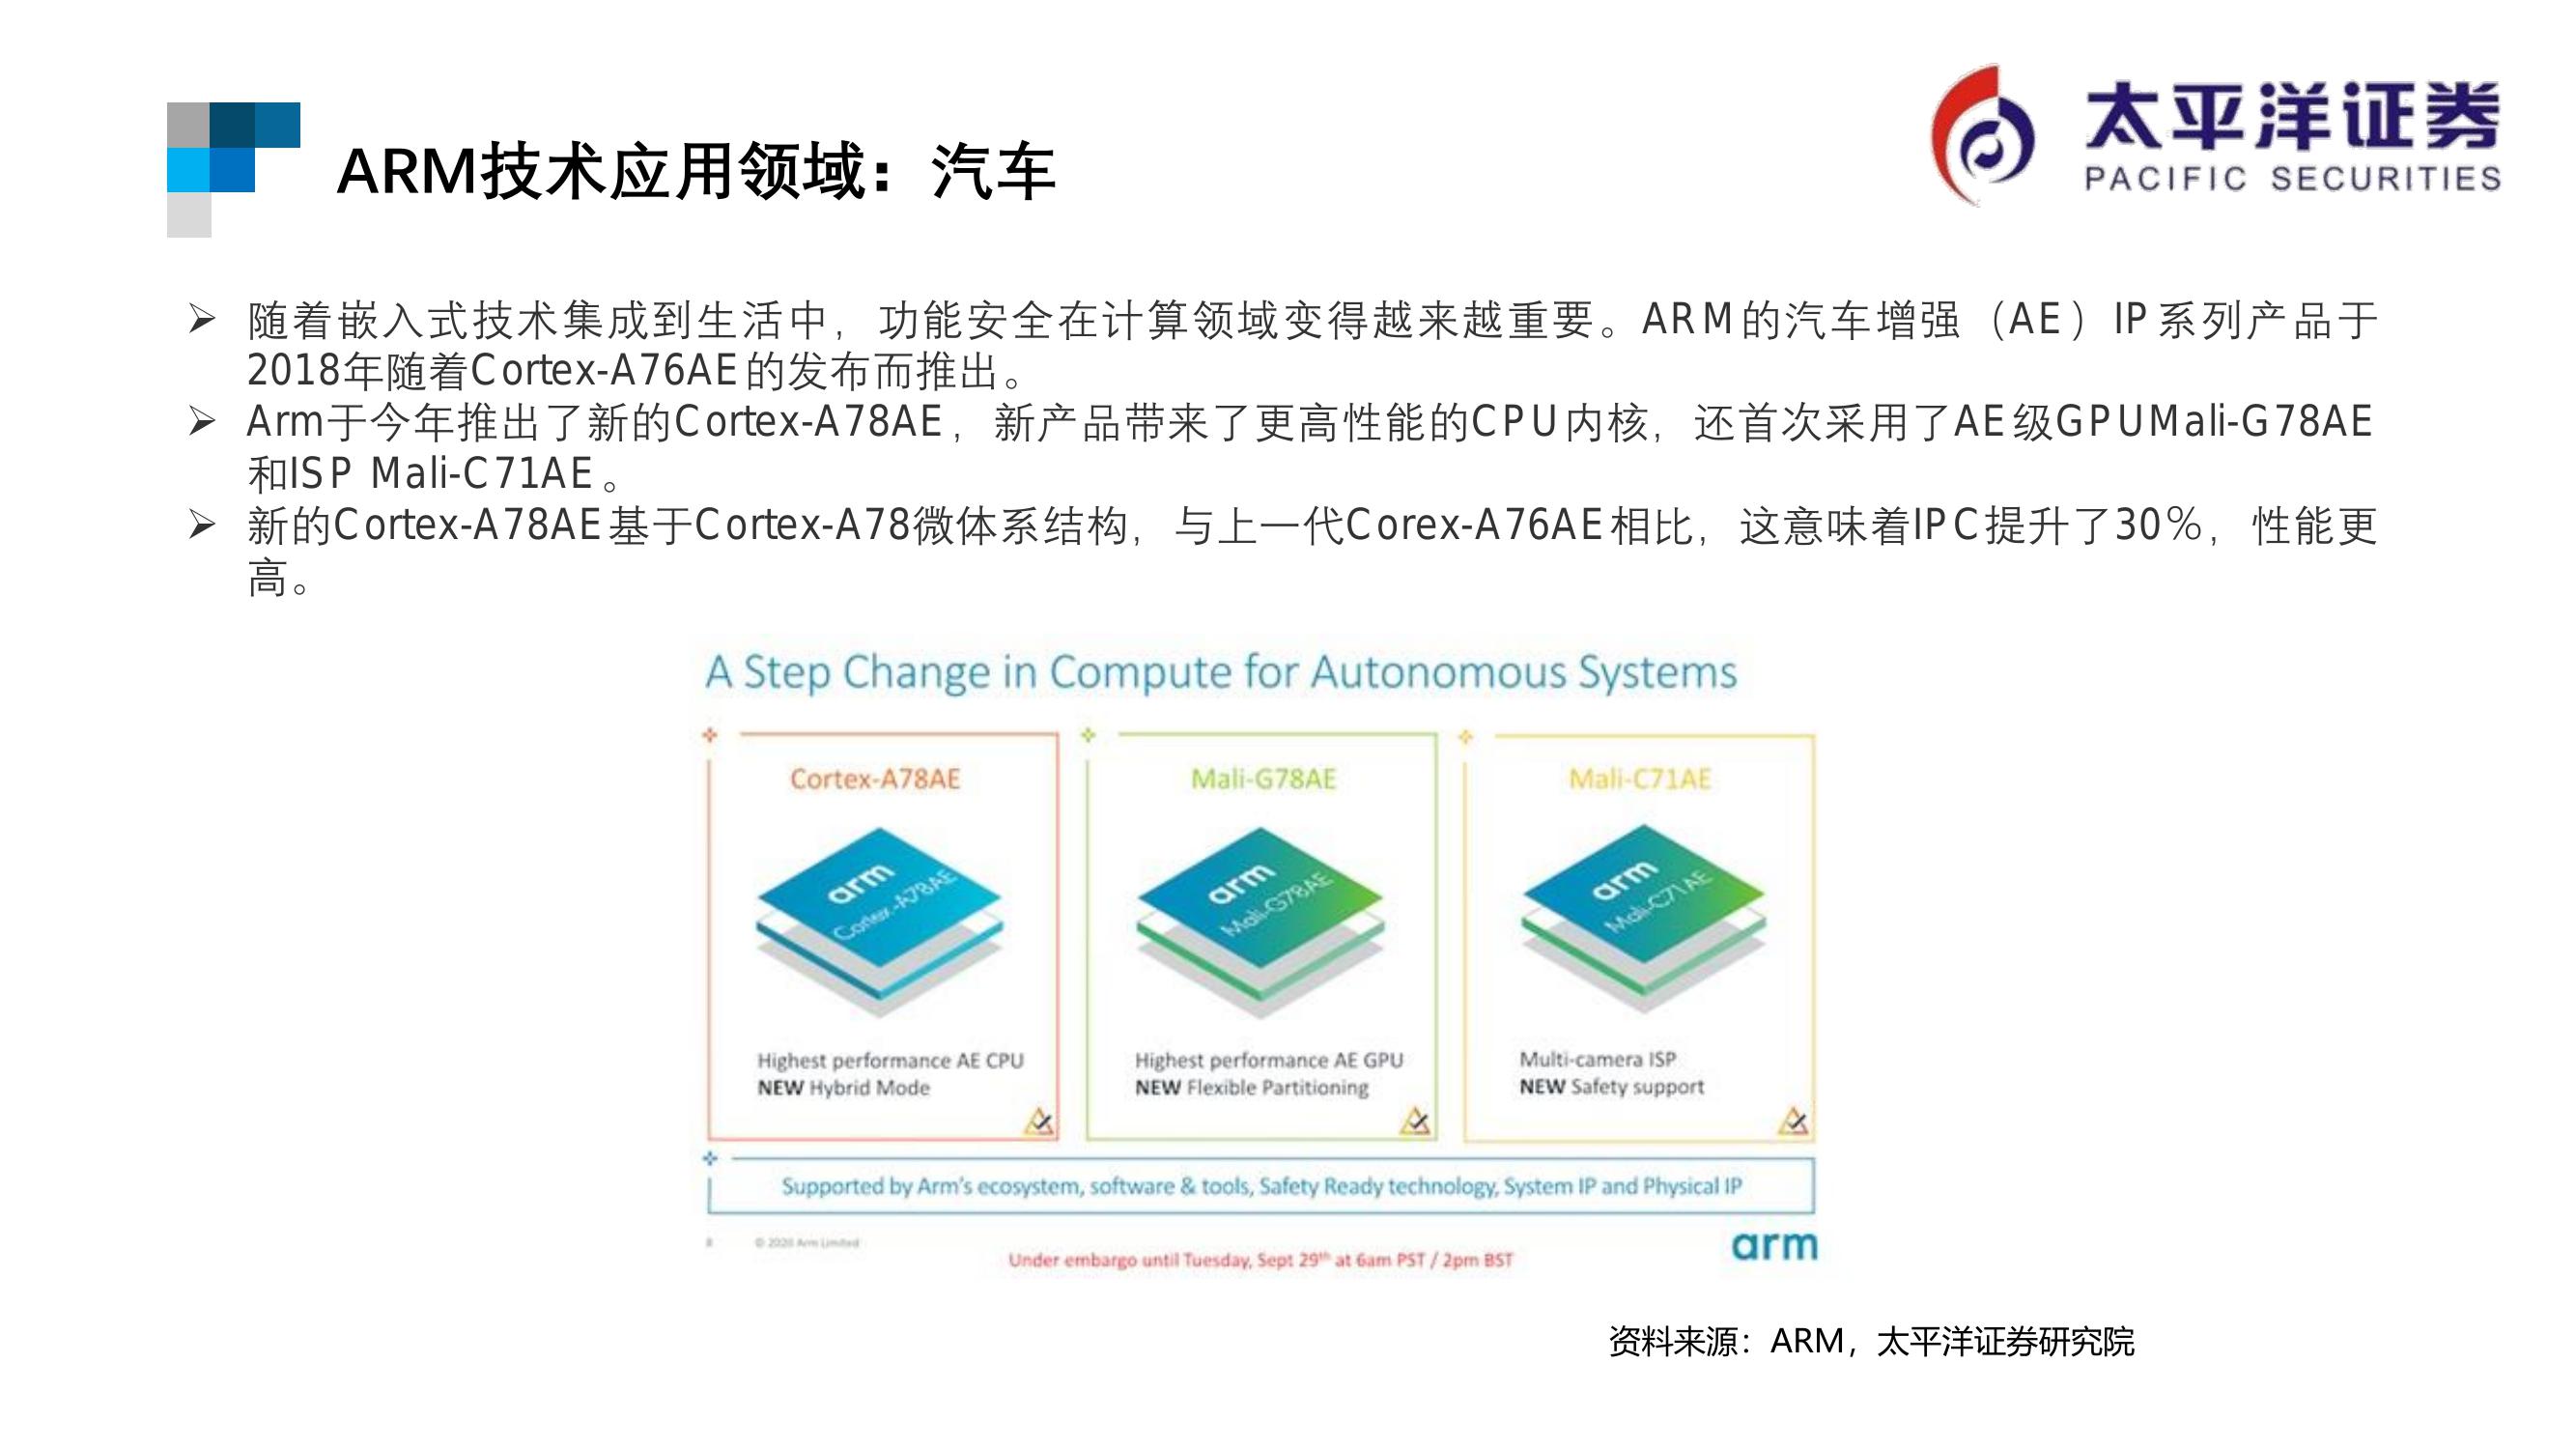 太平洋证券
PACIFIC SECURITIES
ARM技术应用领域：汽车
➢ 随着嵌入式技术集成到生活中，功能安全在计算领域变得越来越重要。ARM的汽车增强（AE）IP系列产品于
2018年随着Cortex-A76AE的发布而推出。
➢ Arm于今年推出了新的Cortex-A78AE，新产品带来了更高性能的CPU内核，还首次采用了AE级GPUMali-G78AE
和ISP Mali-C71AE。
➢ 新的Cortex-A78AE基于Cortex-A78微体系结构，与上一代Corex-A76AE相比，这意味着IPC提升了30%，性能更
高。
A Step Change in Compute for Autonomous Systems
Cortex-A78AE
arm
Cortex-A78AE
Highest performance AE CPU
NEW Hybrid Mode
Mali-G78AE
arm
Mali-G78AE
Highest performance AE GPU
NEW Flexible Partitioning
Mali-C71AE
arm
Mali-C71AE
Multi-camera ISP
NEW Safety support
Supported by Arm's ecosystem, software & tools, Safety Ready technology, System IP and Physical IP
© 2020 Arm Limited
Under embargo until Tuesday, Sept 29th at 6am PST / 2pm BST
arm
资料来源：ARM，太平洋证券研究院